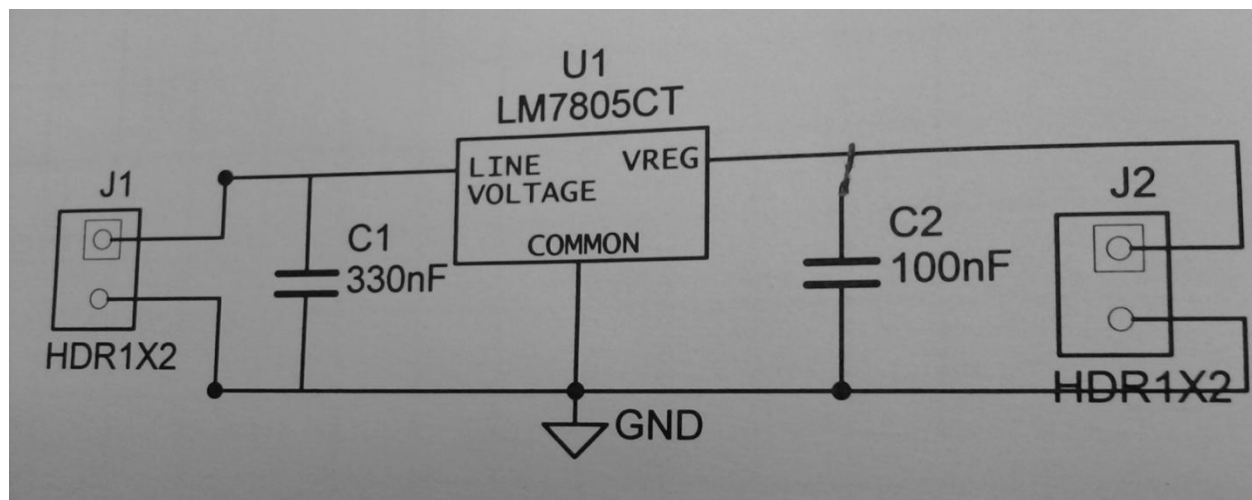 U1
LM7805CT
LINE
VOLTAGE
VREG
COMMON
J1
HDR1X2
C1
330nF
C2
100nF
J2
HDR1X2
GND